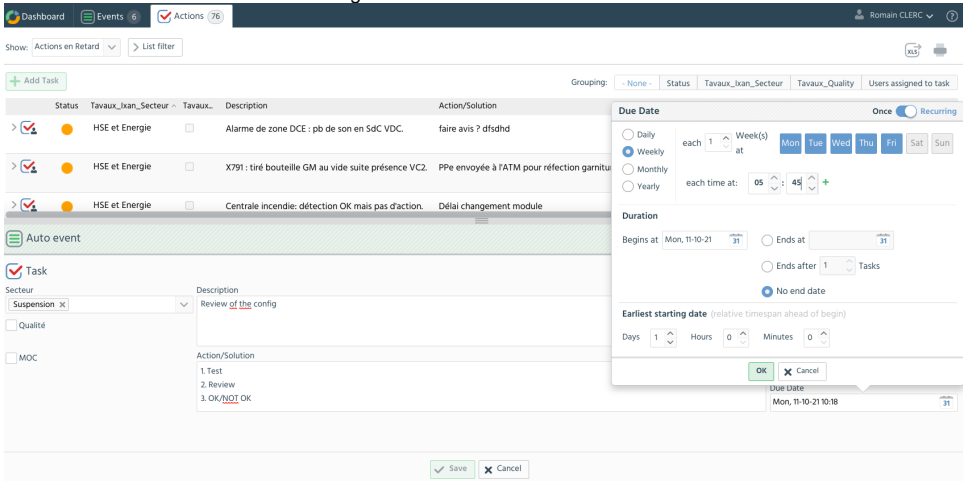 Dashboard Events 6 Actions 76 Romain CLERC ?
Show: Actions en Retard List filter XLS
Add Task Grouping: - None - Status Tavaux_Ixan_Secteur Tavaux_Quality Users assigned to task
Status Tavaux_Ixan_Secteur Tavaux... Description Action/Solution
HSE et Energie Alarme de zone DCE : pb de son en SdC VDC. faire avis ? dfsdhd
HSE et Energie X791 : tiré bouteille GM au vide suite présence VC2. PPe envoyée à l'ATM pour réfection garnitu
HSE et Energie Centrale incendie: détection OK mais pas d'action. Délai changement module
Auto event
Task
Secteur
Suspension
Qualité
MOC
Description
Review of the config
Action/Solution
1. Test
2. Review
3. OK/NOT OK
Due Date Once Recurring
Daily
Weekly
Monthly
Yearly
each 1 Week(s) at Mon Tue Wed Thu Fri Sat Sun
each time at: 05 : 45 +
Duration
Begins at Mon, 11-10-21 31 Ends at 31
Ends after 1 Tasks
No end date
Earliest starting date (relative timespan ahead of begin)
Days 1 Hours 0 Minutes 0
OK Cancel
Due Date
Mon, 11-10-21 10:18 31
Save Cancel